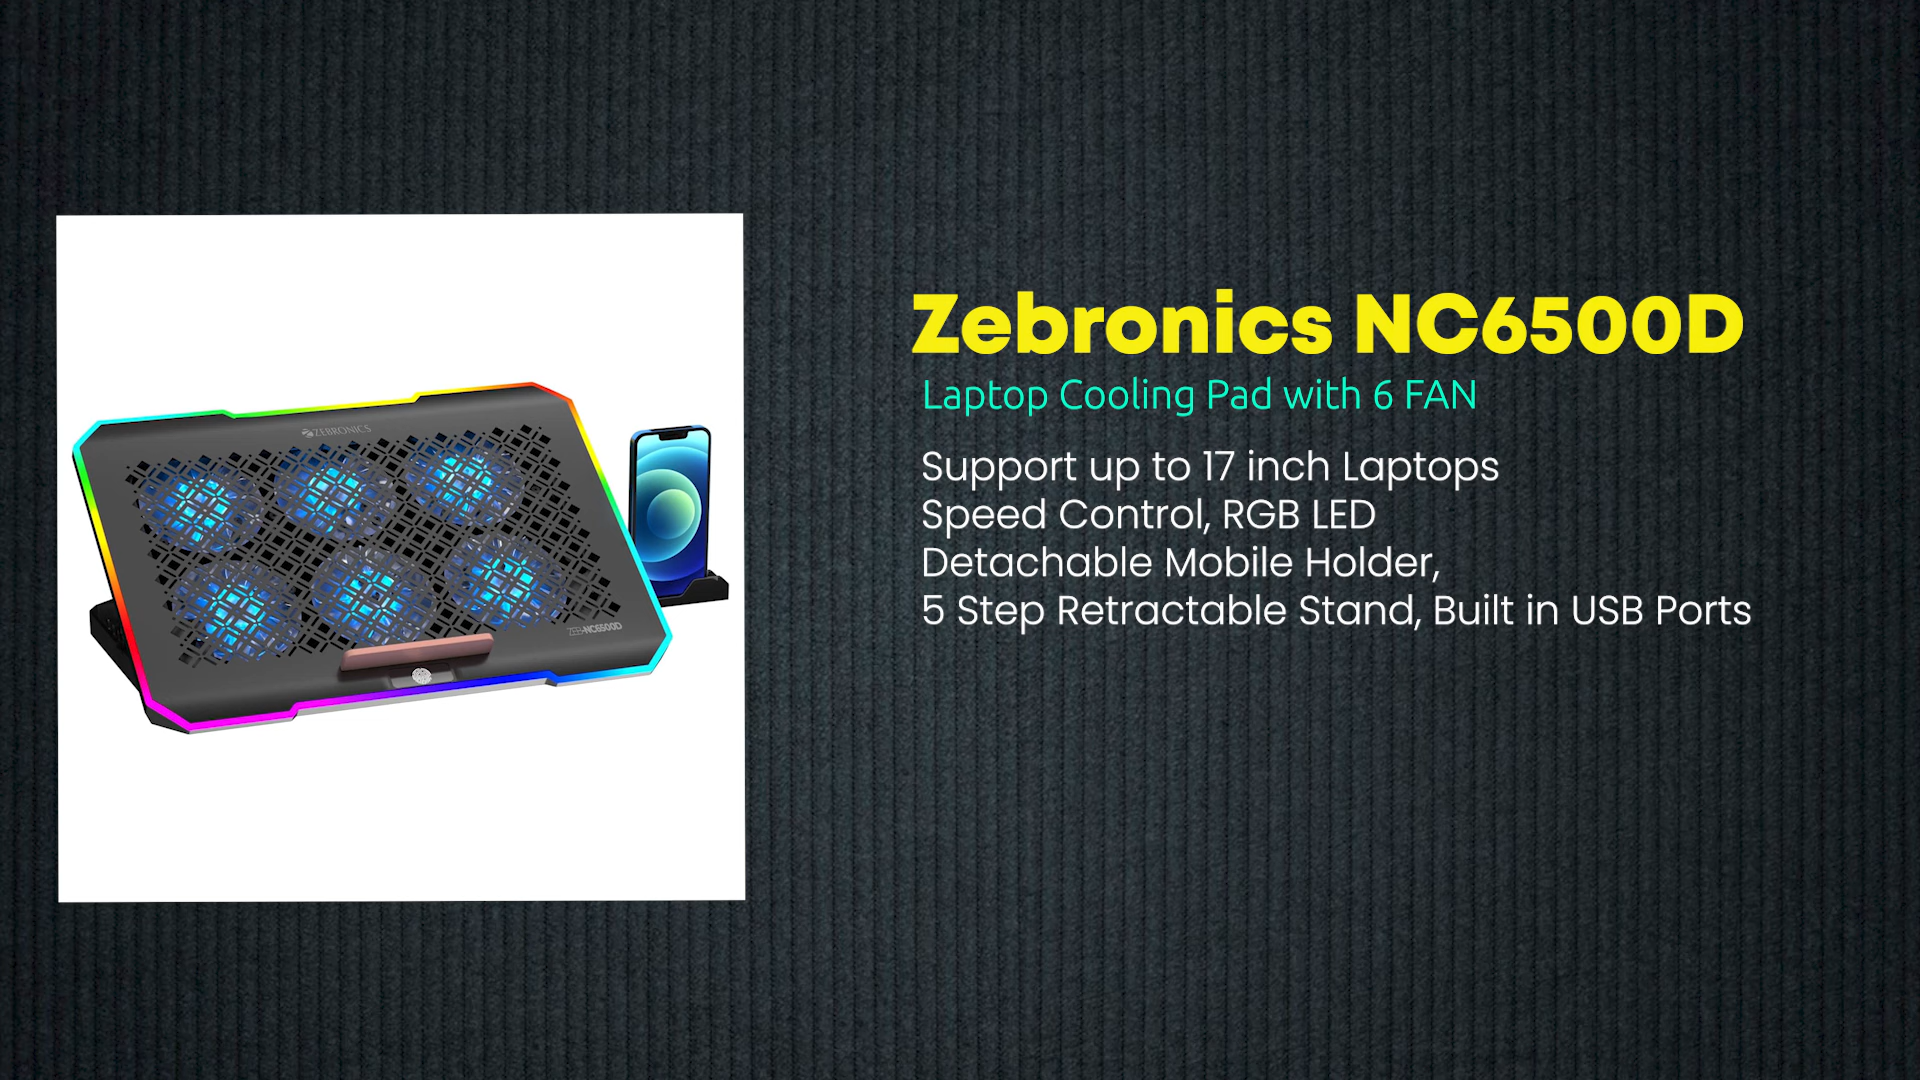 ZEBRONICS
ZEB-NC6500D
Zebronics NC6500D
Laptop Cooling Pad with 6 FAN
Support up to 17 inch Laptops
Speed Control, RGB LED
Detachable Mobile Holder,
5 Step Retractable Stand, Built in USB Ports